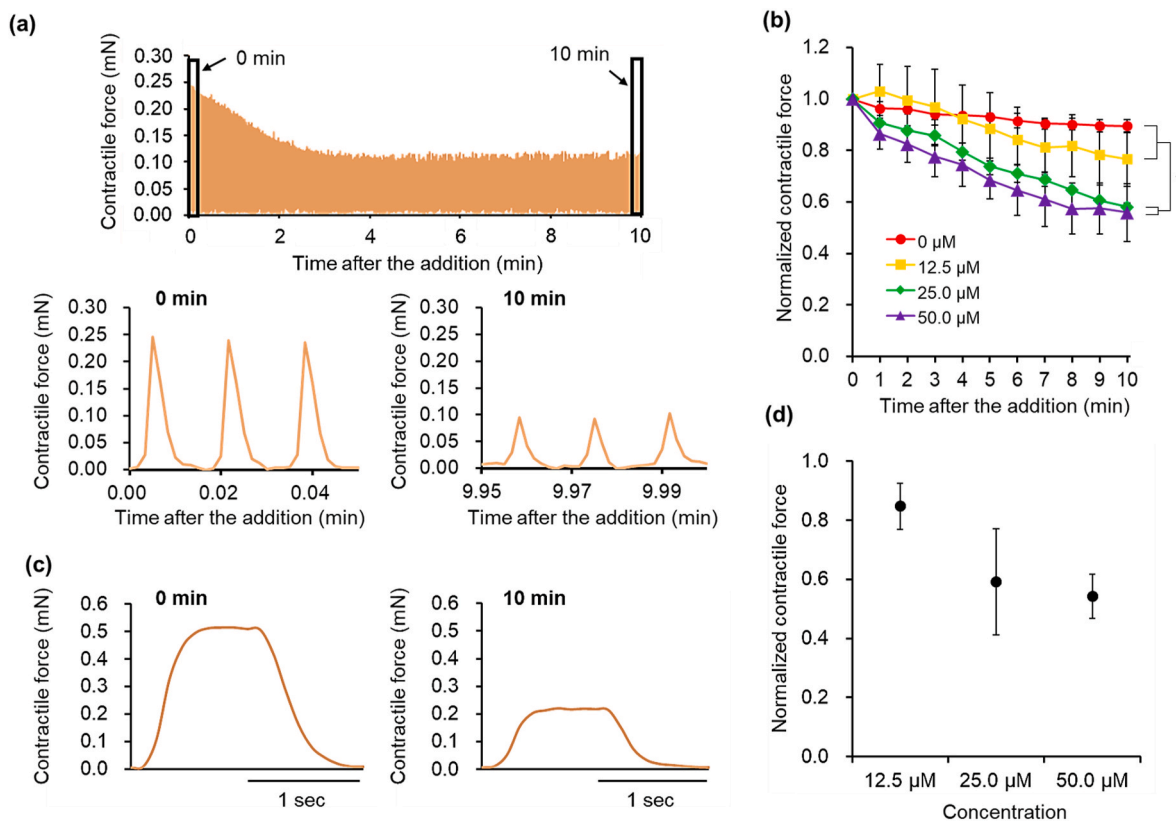 (a)
Contractile force (mN)
0.30
0.25
0.20
0.15
0.10
0.05
0.00
0 min
10 min
0 2 4 6 8 10
Time after the addition (min)
0 min
Contractile force (mN)
0.30
0.25
0.20
0.15
0.10
0.05
0.00
0.00 0.02 0.04
Time after the addition (min)
10 min
Contractile force (mN)
0.30
0.25
0.20
0.15
0.10
0.05
0.00
9.95 9.97 9.99
Time after the addition (min)
(b)
Normalized contractile force
1.2
1.0
0.8
0.6
0.4
0.2
0.0
0 µM
12.5 µM
25.0 µM
50.0 µM
0 1 2 3 4 5 6 7 8 9 10
Time after the addition (min)
(c)
0 min
Contractile force (mN)
0.6
0.5
0.4
0.3
0.2
0.1
0.0
1 sec
10 min
Contractile force (mN)
0.6
0.5
0.4
0.3
0.2
0.1
0.0
1 sec
(d)
Normalized contractile force
1.0
0.8
0.6
0.4
0.2
0.0
12.5 µM 25.0 µM 50.0 µM
Concentration